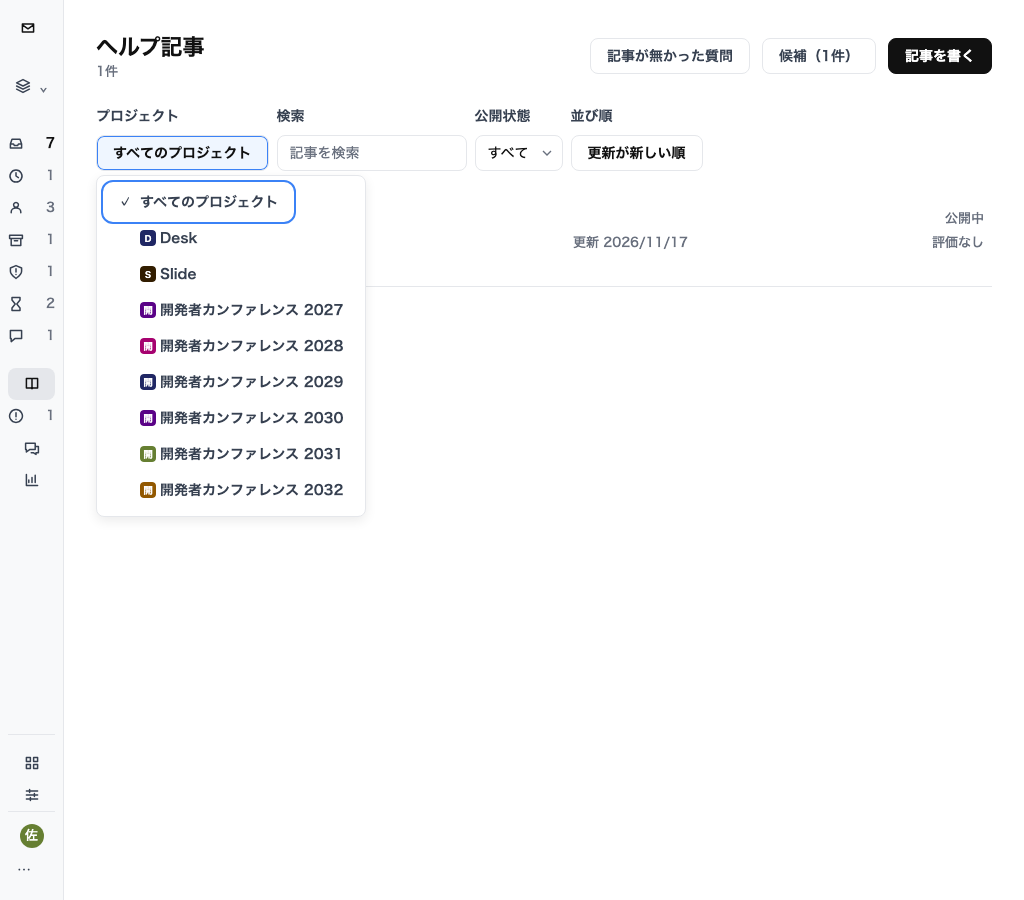 ヘルプ記事
1件
記事が無かった質問
候補（1件）
記事を書く
プロジェクト
検索
公開状態
並び順
すべてのプロジェクト
記事を検索
すべて
更新が新しい順
✓ すべてのプロジェクト
D Desk
S Slide
開 開発者カンファレンス 2027
開 開発者カンファレンス 2028
開 開発者カンファレンス 2029
開 開発者カンファレンス 2030
開 開発者カンファレンス 2031
開 開発者カンファレンス 2032
公開中
更新 2026/11/17
評価なし
7
1
3
1
1
2
1
1
佐
…